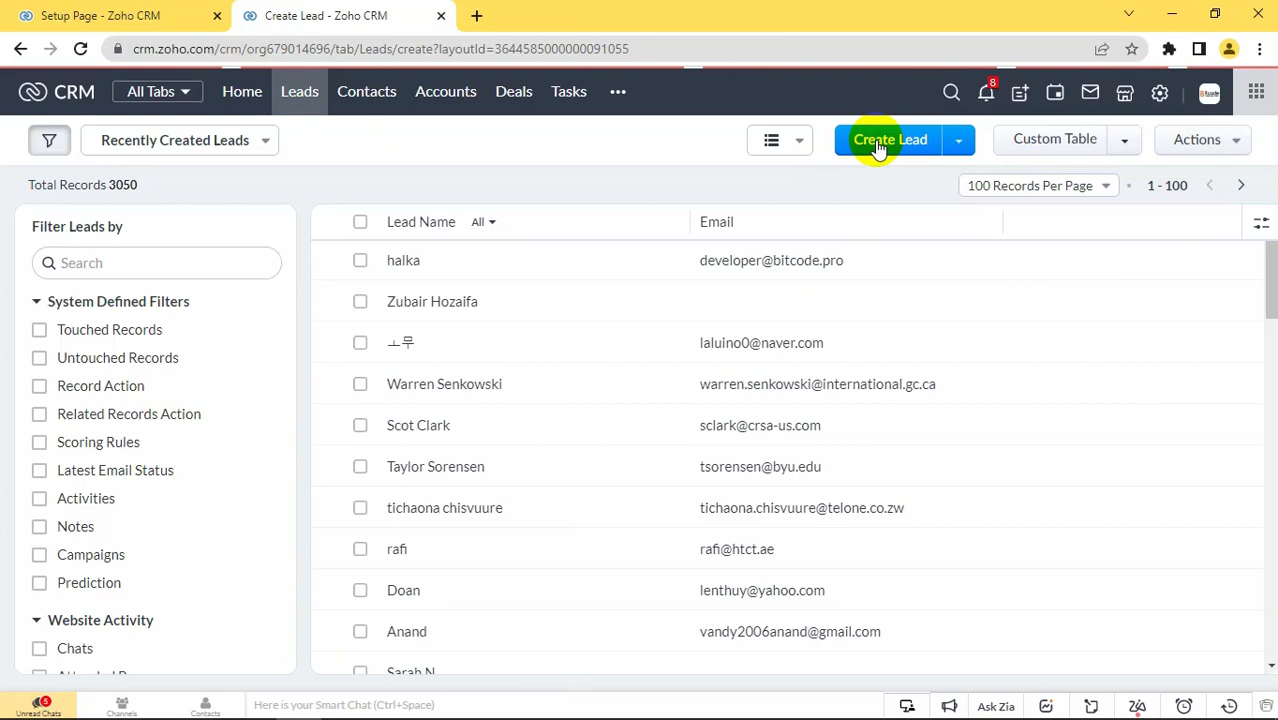 Setup Page - Zoho CRM
Create Lead - Zoho CRM
crm.zoho.com/crm/org679014696/tab/Leads/create?layoutId=3644585000000091055
CRM All Tabs Home Leads Contacts Accounts Deals Tasks ••• 8
Recently Created Leads Create Lead Custom Table Actions
Total Records 3050 100 Records Per Page 1 - 100
Filter Leads by
Search
System Defined Filters
Touched Records
Untouched Records
Record Action
Related Records Action
Scoring Rules
Latest Email Status
Activities
Notes
Campaigns
Prediction
Website Activity
Chats
Lead Name All Email
halka developer@bitcode.pro
Zubair Hozaifa
ㅗ무 laluino0@naver.com
Warren Senkowski warren.senkowski@international.gc.ca
Scot Clark sclark@crsa-us.com
Taylor Sorensen tsorensen@byu.edu
tichaona chisvuure tichaona.chisvuure@telone.co.zw
rafi rafi@htct.ae
Doan lenthuy@yahoo.com
Anand vandy2006anand@gmail.com
Sarah N
5
Unread Chats Channels Contacts Here is your Smart Chat (Ctrl+Space) Ask Zia